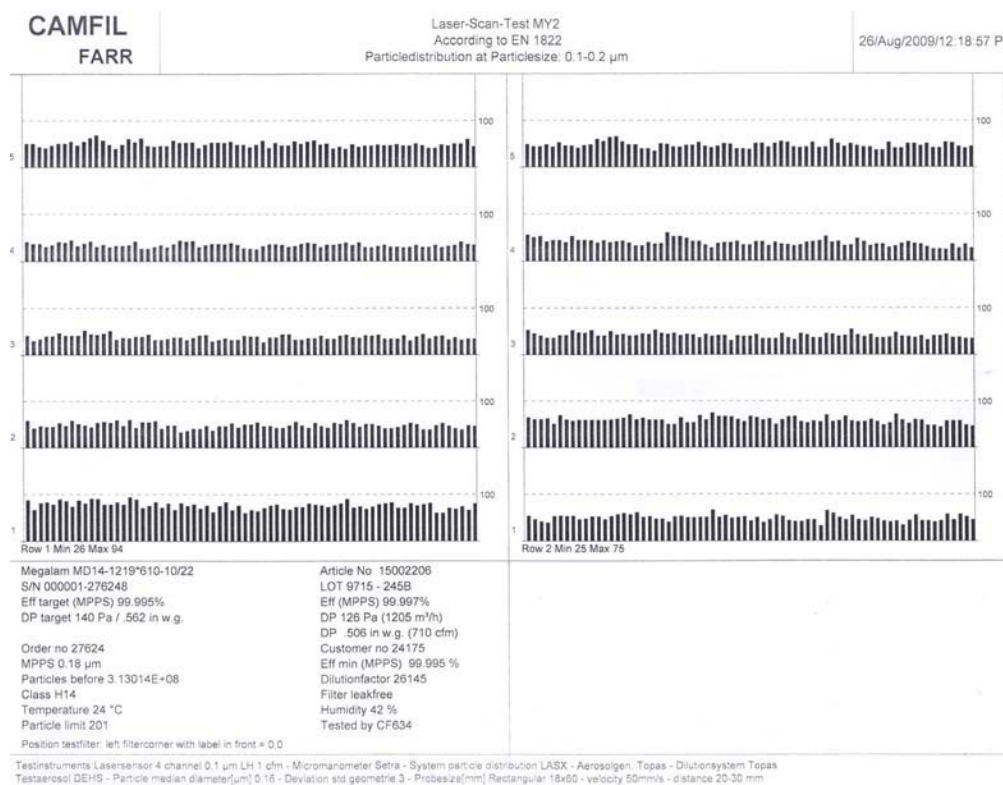 CAMFIL
FARR
Laser-Scan-Test MY2
According to EN 1822
Particledistribution at Particlesize: 0.1-0.2 µm
26/Aug/2009/12:18:57 P
100
5
100
4
100
3
100
2
100
1
Row 1 Min 26 Max 94
100
5
100
4
100
3
100
2
100
1
Row 2 Min 25 Max 75
Megalam MD14-1219*610-10/22
S/N 000001-276248
Eff target (MPPS) 99.995%
DP target 140 Pa / .562 in w.g.
Order no 27624
MPPS 0.18 µm
Particles before 3.13014E+08
Class H14
Temperature 24 °C
Particle limit 201
Article No 15002206
LOT 9715 - 245B
Eff (MPPS) 99.997%
DP 126 Pa (1205 m³/h)
DP .506 in w.g. (710 cfm)
Customer no 24175
Eff min (MPPS) 99.995 %
Dilutionfactor 26145
Filter leakfree
Humidity 42 %
Tested by CF634
Position testfilter: left filtercorner with label in front = 0.0
Testinstruments:Lasersensor 4 channel 0,1 µm LH 1 cfm - Micromanometer Setra - System particle distribution LASX - Aerosolgen. Topas - Dilutionsystem Topas
Testaerosol DEHS - Particle median diameter[µm] 0.16 - Deviation std.geometrie 3 - Probesize[mm] Rectangular 18x60 - velocity 50mm/s - distance 20-30 mm